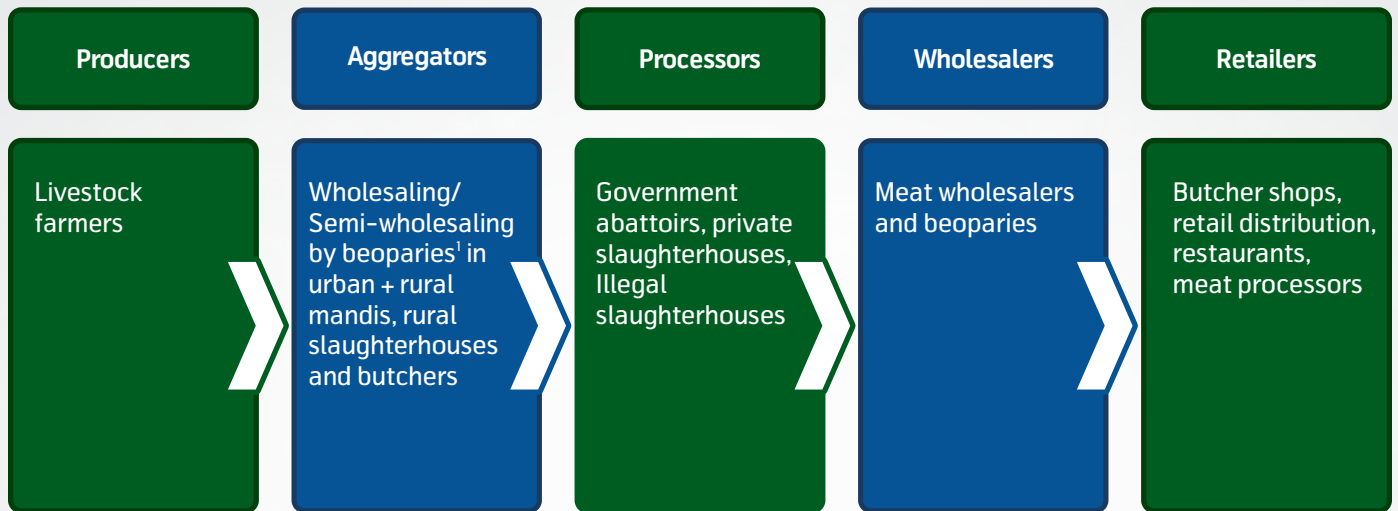 Producers
Aggregators
Processors
Wholesalers
Retailers
Livestock
farmers
Wholesaling/
Semi-wholesaling
by beoparies¹ in
urban + rural
mandis, rural
slaughterhouses
and butchers
Government
abattoirs, private
slaughterhouses,
Illegal
slaughterhouses
Meat wholesalers
and beoparies
Butcher shops,
retail distribution,
restaurants,
meat processors